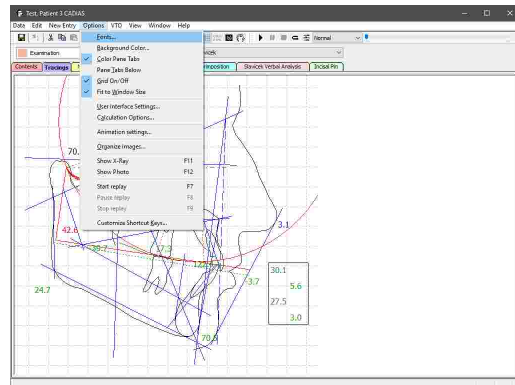 Test, Patient 3 CADIAS
Date Edit New Entry Options VTO View Window Help
Normal
Examination
Contents Tracings
mposition Slavicek Verbal Analysis Incisal Pin
Fonts...
Background Color...
Color Pane Tabs
Pane Tabs Below
Grid On/Off
Fit to Window Size
User Interface Settings...
Calculation Options...
Animation settings...
Organize Images...
Show X-Ray F11
Show Photo F12
Start replay F7
Pause replay F8
Stop replay F9
Customize Shortcut Keys...
70.
42.6
3.1
24.7
30.1
5.6
27.5
3.0
-3.7
70.5